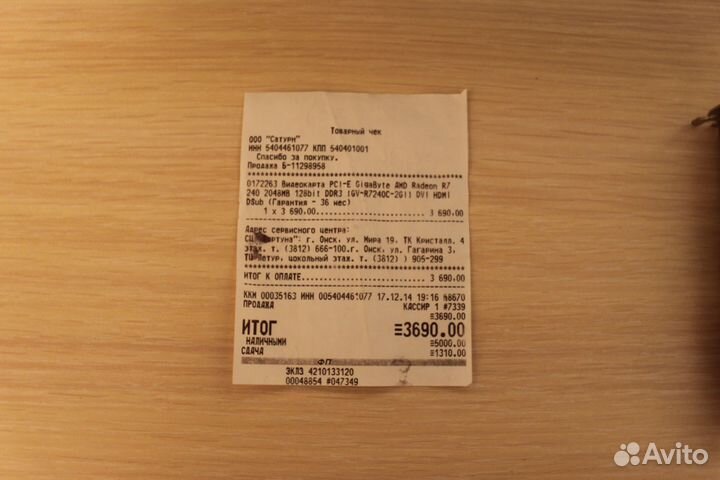 Товарный чек
ООО "Сатурн"
ИНН 5404461077 КПП 540401001
Спасибо за покупку.
Продажа Б-11298958
0172263 Видеокарта PCI-E GigaByte AMD Radeon R7
240 2048MB 128bit DDR3 [GV-R724OC-2GI] DVI HDMI
DSub (Гарантия - 36 мес)
1 x 3 690.00 3 690.00
Адрес сервисного центра:
СЦ г. Омск, ул. Мира 19, ТК Кристалл, 4
этаж. т. (3812) 666-100,г. Омск, ул. Гагарина 3,
ТЦ Летур, цокольный этаж. т. (3812) ) 905-299
ИТОГ К ОПЛАТЕ 3 690.00
ККМ 00035163 ИНН 005404461077 17.12.14 19:16 №8670
ПРОДАЖА КАССИР 1 #7339
≡3690.00
ИТОГ ≡3690.00
НАЛИЧНЫМИ ≡5000.00
СДАЧА ≡1310.00
ФП
ЭКЛЗ 4210133120
00048854 #047349
Avito